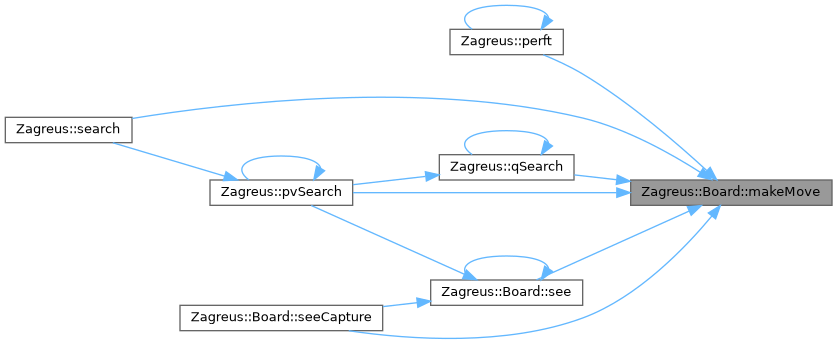 Zagreus::perft
Zagreus::search
Zagreus::qSearch
Zagreus::pvSearch
Zagreus::Board::makeMove
Zagreus::Board::see
Zagreus::Board::seeCapture